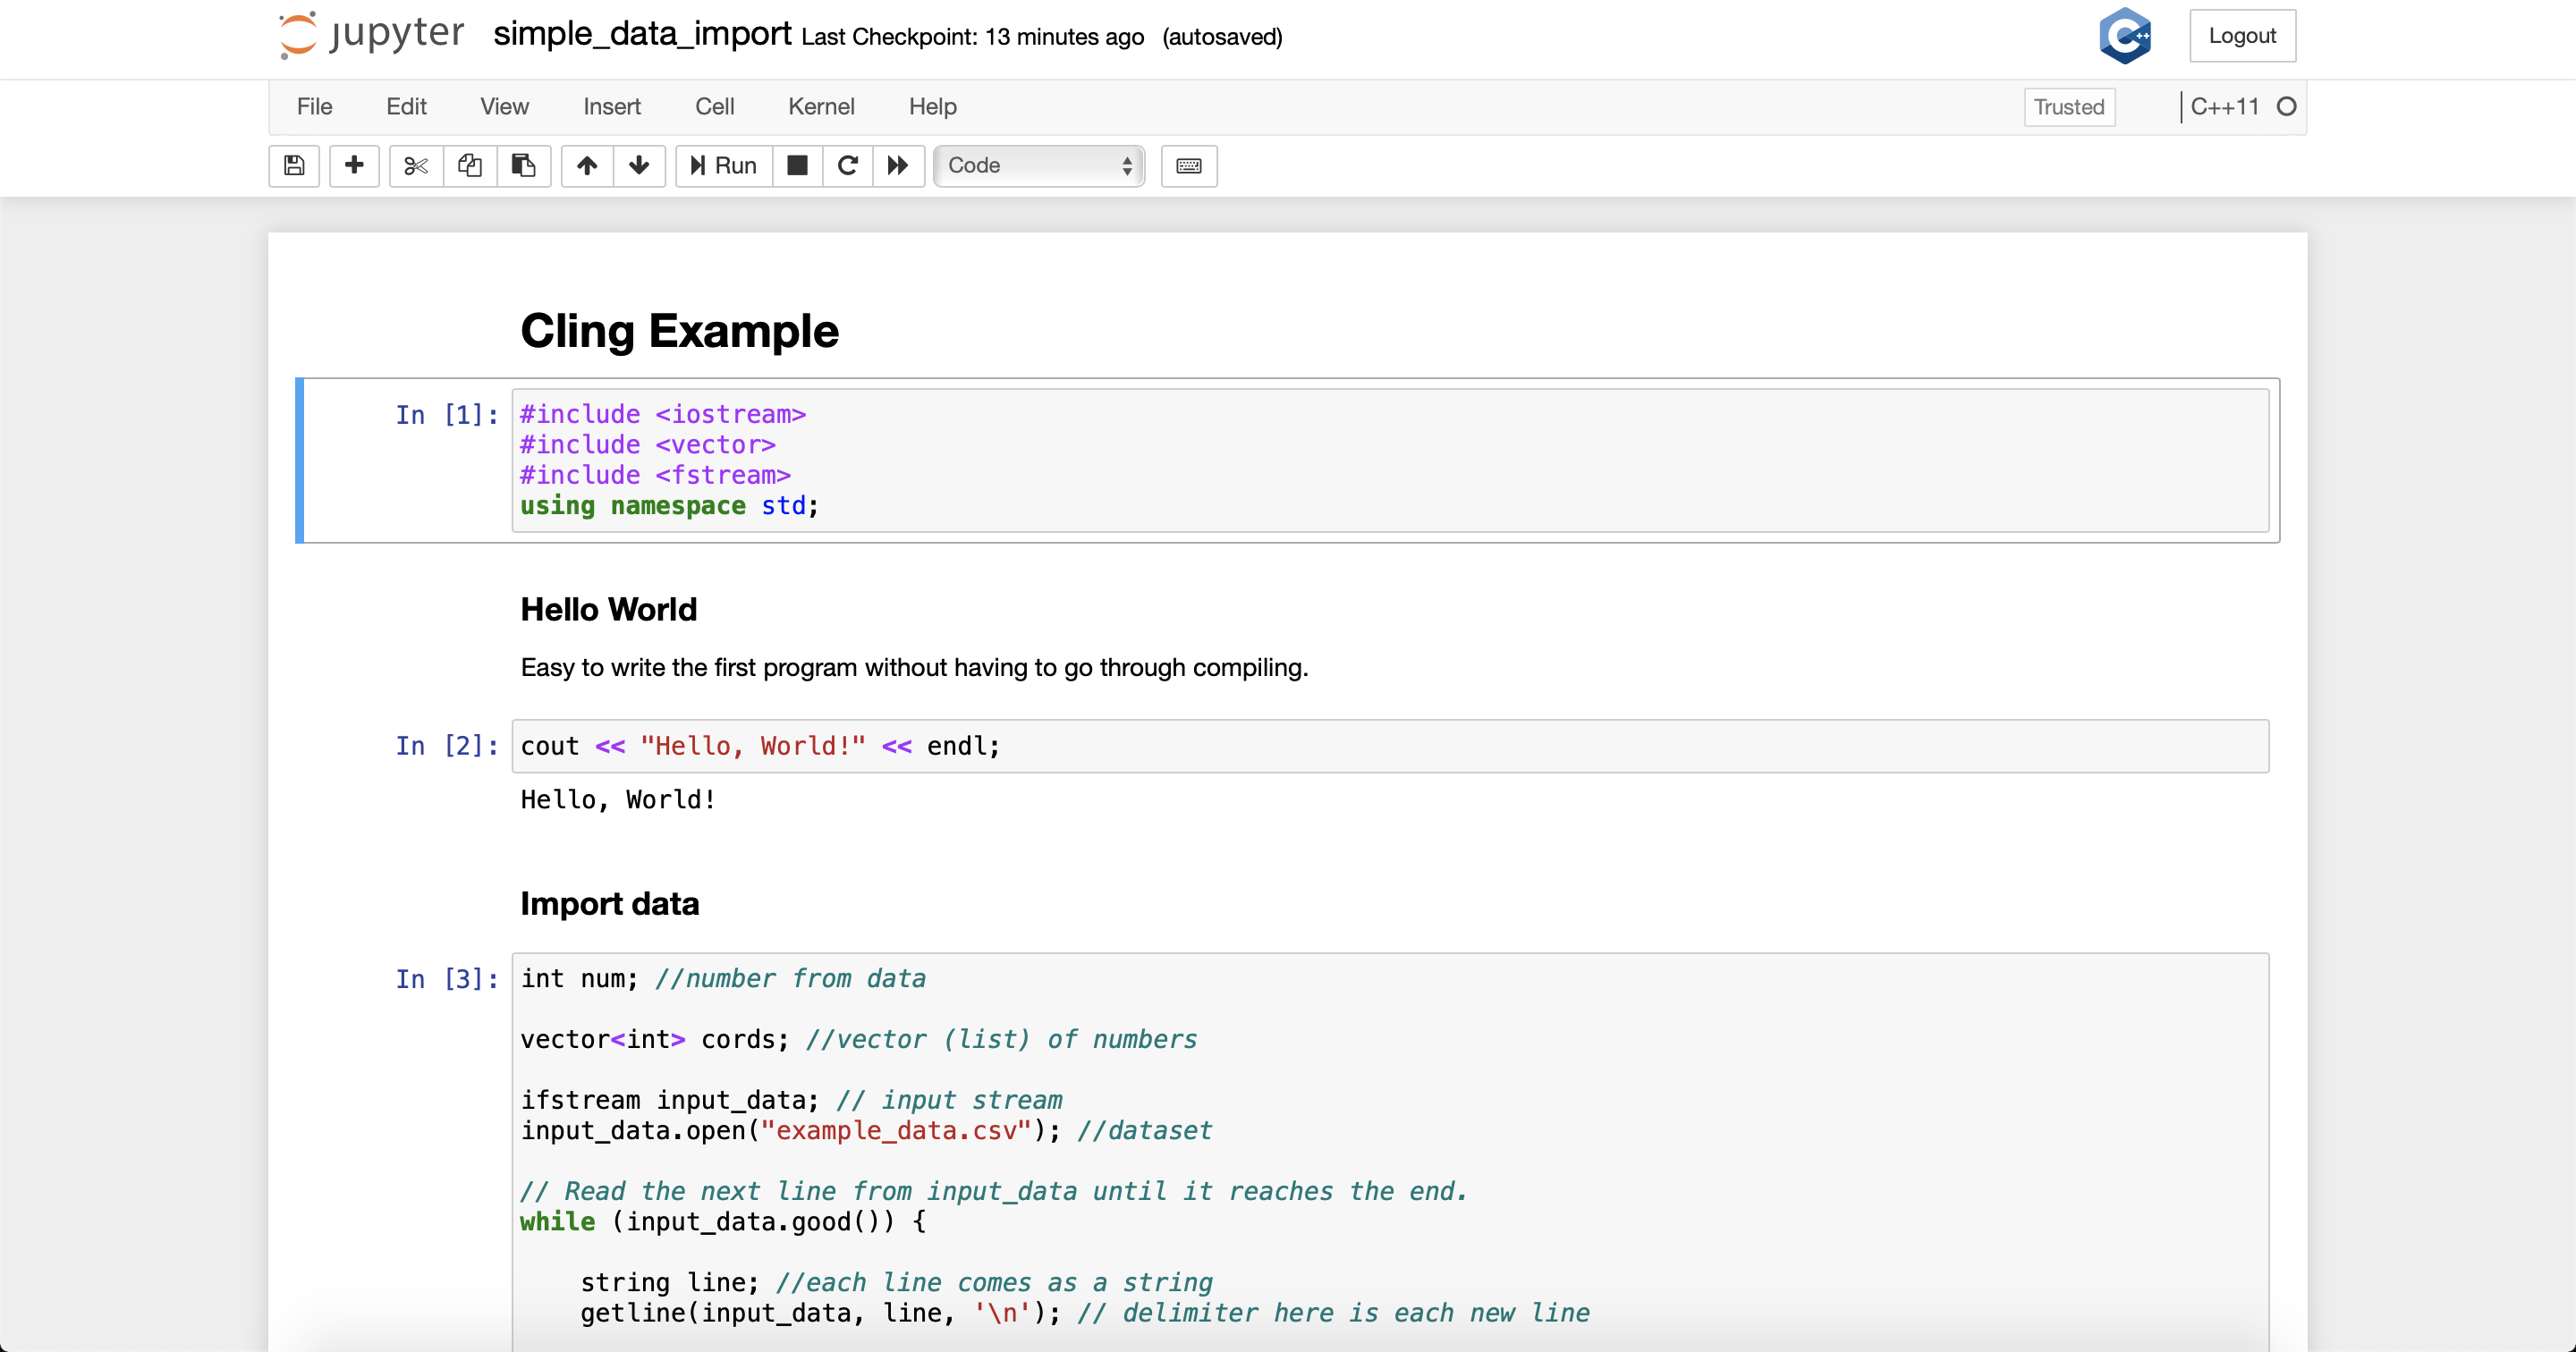 jupyter simple_data_import Last Checkpoint: 13 minutes ago (autosaved) C++ Logout
File Edit View Insert Cell Kernel Help Trusted C++11
Run Code
Cling Example
In [1]: #include <iostream>
#include <vector>
#include <fstream>
using namespace std;
Hello World
Easy to write the first program without having to go through compiling.
In [2]: cout << "Hello, World!" << endl;
Hello, World!
Import data
In [3]: int num; //number from data
vector<int> cords; //vector (list) of numbers
ifstream input_data; // input stream
input_data.open("example_data.csv"); //dataset
// Read the next line from input_data until it reaches the end.
while (input_data.good()) {
string line; //each line comes as a string
getline(input_data, line, '\n'); // delimiter here is each new line